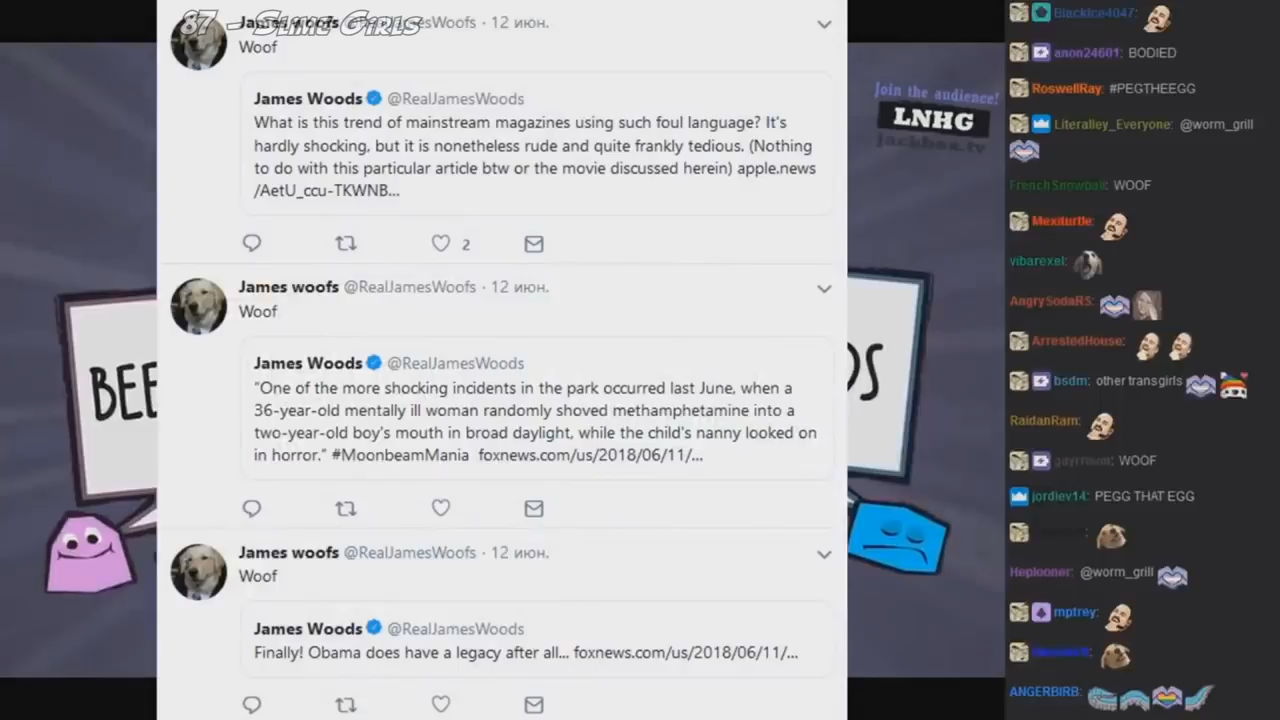 87 - Slime Girls
James woofs @RealJamesWoofs · 12 июн.
Woof
James Woods @RealJamesWoods
What is this trend of mainstream magazines using such foul language? It's
hardly shocking, but it is nonetheless rude and quite frankly tedious. (Nothing
to do with this particular article btw or the movie discussed herein) apple.news
/AetU_ccu-TKWNB...
2
James woofs @RealJamesWoofs · 12 июн.
Woof
James Woods @RealJamesWoods
"One of the more shocking incidents in the park occurred last June, when a
36-year-old mentally ill woman randomly shoved methamphetamine into a
two-year-old boy's mouth in broad daylight, while the child's nanny looked on
in horror." #MoonbeamMania foxnews.com/us/2018/06/11/...
James woofs @RealJamesWoofs · 12 июн.
Woof
James Woods @RealJamesWoods
Finally! Obama does have a legacy after all... foxnews.com/us/2018/06/11/...
BEE
DS
Join the audience!
LNHG
jackbox.tv
BlackIce4047:
anon24601: BODIED
RoswellRay: #PEGTHEEGG
Literalley_Everyone: @worm_grill
FrenchSnowball: WOOF
Mexiturtle:
vibarexel:
AngrySodaRS:
ArrestedHouse:
bsdm: other transgirls
RaidanRam:
WOOF
jordiev14: PEGG THAT EGG
Heplooner: @worm_grill
mptrey:
ANGERBIRB: